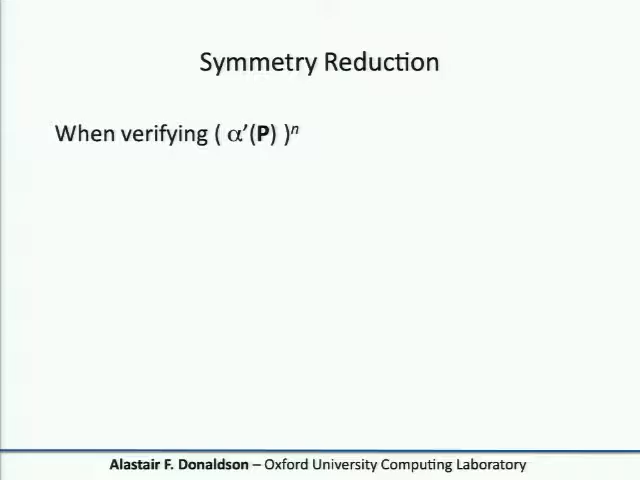 Symmetry Reduction
When verifying ( α’(P) )ⁿ
Alastair F. Donaldson – Oxford University Computing Laboratory